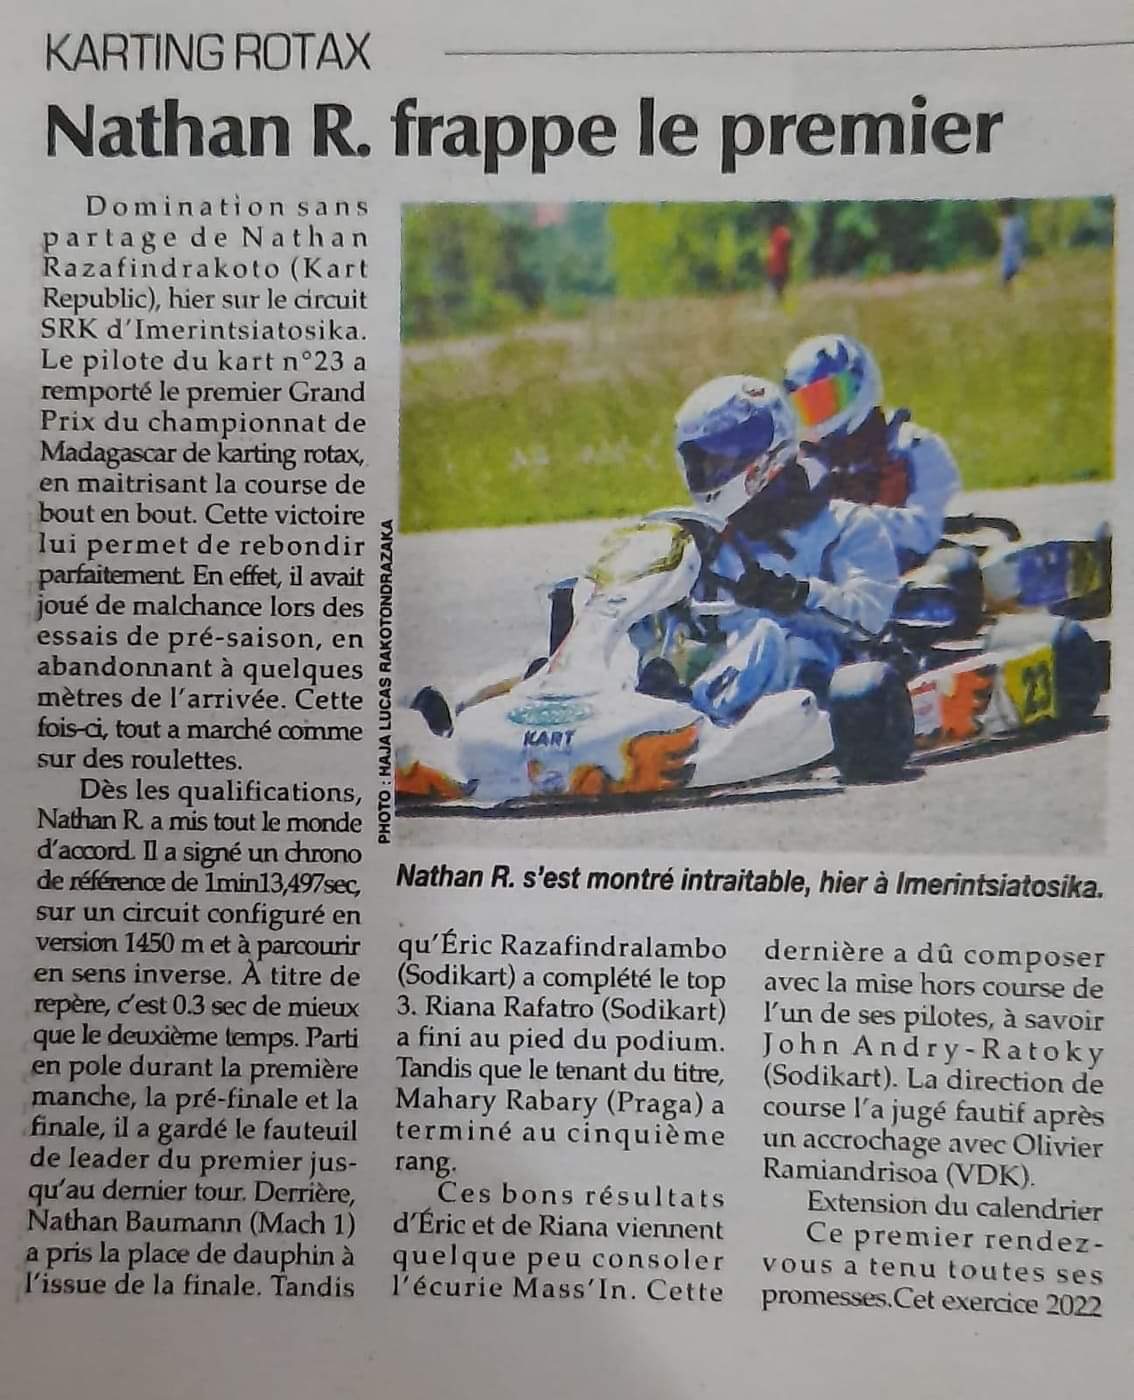 KARTING ROTAX
Nathan R. frappe le premier
Domination sans
partage de Nathan
Razafindrakoto (Kart
Republic), hier sur le circuit
SRK d'Imerintsiatosika.
Le pilote du kart n°23 a
remporté le premier Grand
Prix du championnat de
Madagascar de karting rotax,
en maitrisant la course de
bout en bout. Cette victoire
lui permet de rebondir
parfaitement. En effet, il avait
joué de malchance lors des
essais de pré-saison, en
abandonnant à quelques
mètres de l'arrivée. Cette
fois-ci, tout a marché comme
sur des roulettes.
Dès les qualifications,
Nathan R. a mis tout le monde
d'accord. Il a signé un chrono
de référence de 1min13,497sec,
sur un circuit configuré en
version 1450 m et à parcourir
en sens inverse. À titre de
repère, c'est 0.3 sec de mieux
que le deuxième temps. Parti
en pole durant la première
manche, la pré-finale et la
finale, il a gardé le fauteuil
de leader du premier jus-
qu'au dernier tour. Derrière,
Nathan Baumann (Mach 1)
a pris la place de dauphin à
l'issue de la finale. Tandis
PHOTO : HAJA LUCAS RAKOTONDRAZAKA
KART
23
Nathan R. s'est montré intraitable, hier à Imerintsiatosika.
qu'Éric Razafindralambo
(Sodikart) a complété le top
3. Riana Rafatro (Sodikart)
a fini au pied du podium.
Tandis que le tenant du titre,
Mahary Rabary (Praga) a
terminé au cinquième
rang.
Ces bons résultats
d'Éric et de Riana viennent
quelque peu consoler
l'écurie Mass'In. Cette
dernière a dû composer
avec la mise hors course de
l'un de ses pilotes, à savoir
John Andry-Ratoky
(Sodikart). La direction de
course l'a jugé fautif après
un accrochage avec Olivier
Ramiandrisoa (VDK).
Extension du calendrier
Ce premier rendez-
vous a tenu toutes ses
promesses.Cet exercice 2022